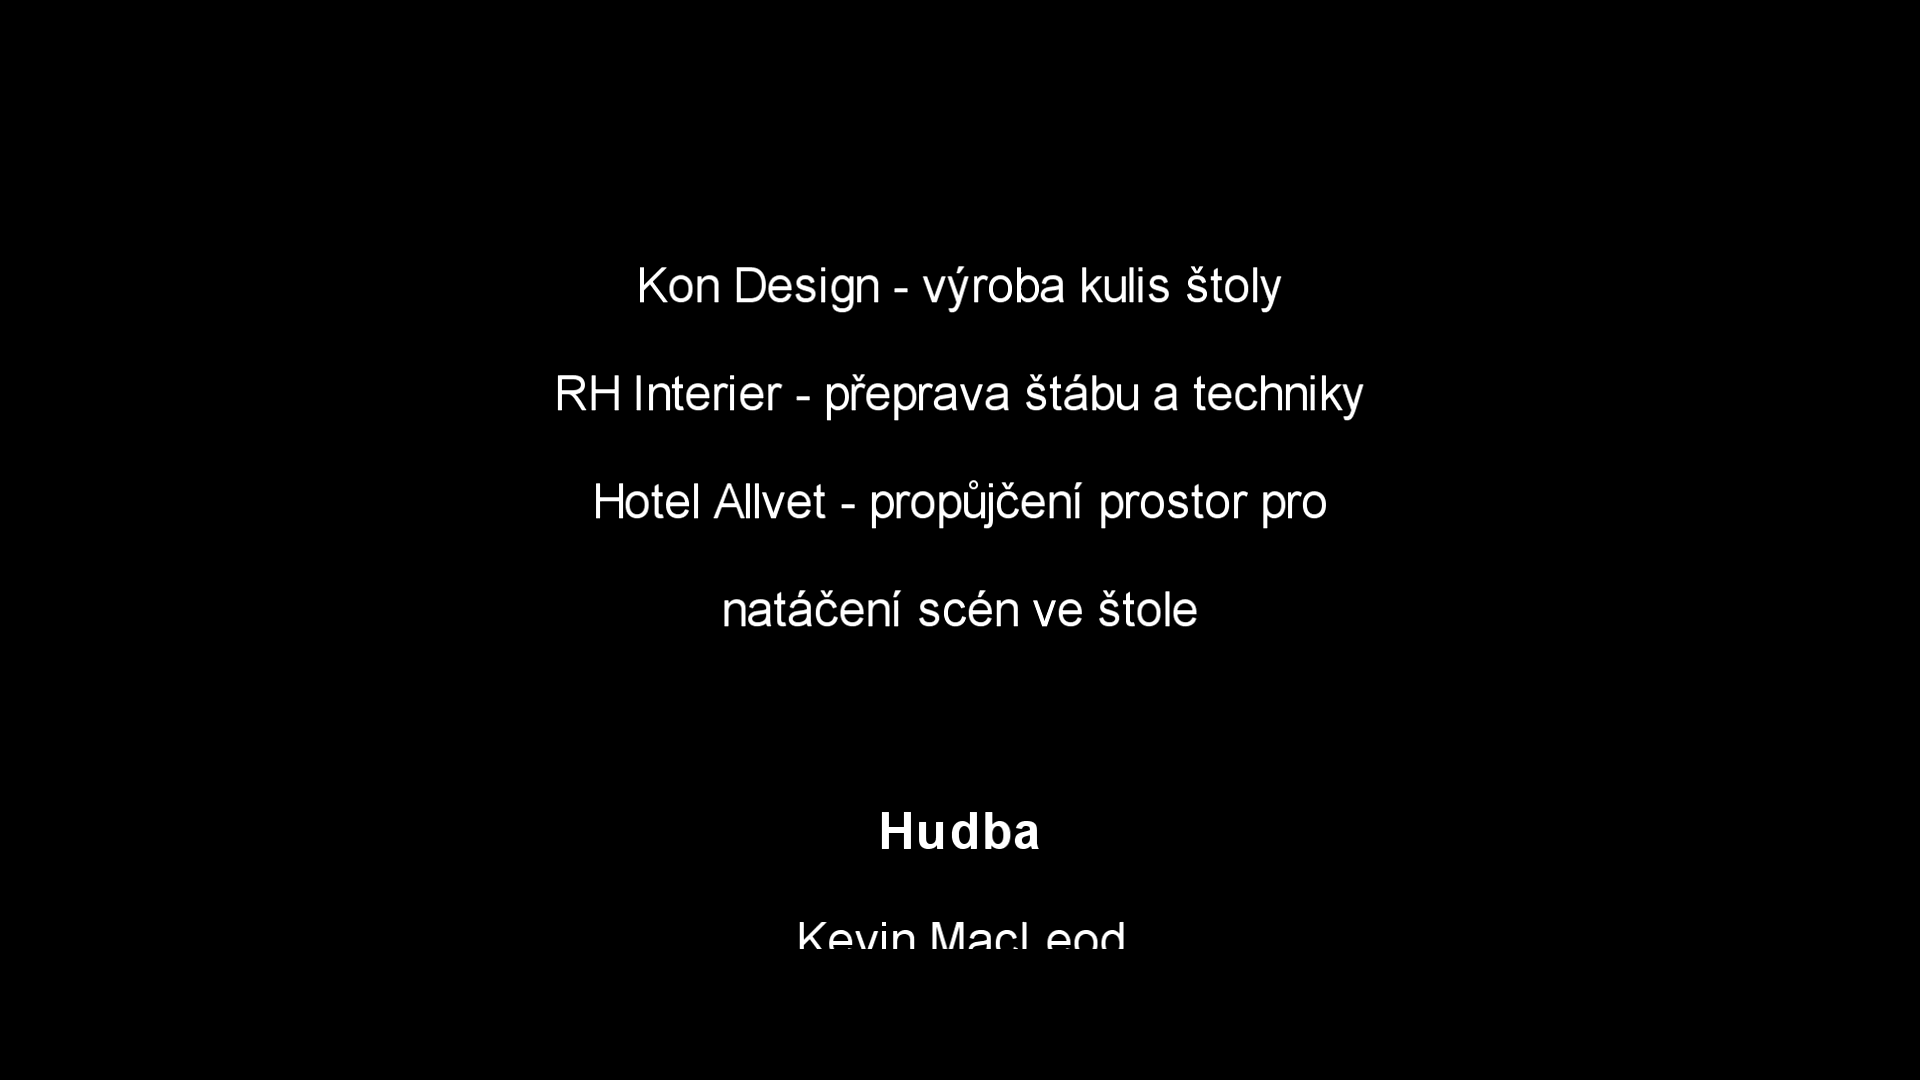 Kon Design - výroba kulis štoly
RH Interier - přeprava štábu a techniky
Hotel Allvet - propůjčení prostor pro
natáčení scén ve štole
Hudba
Kevin MacLeod